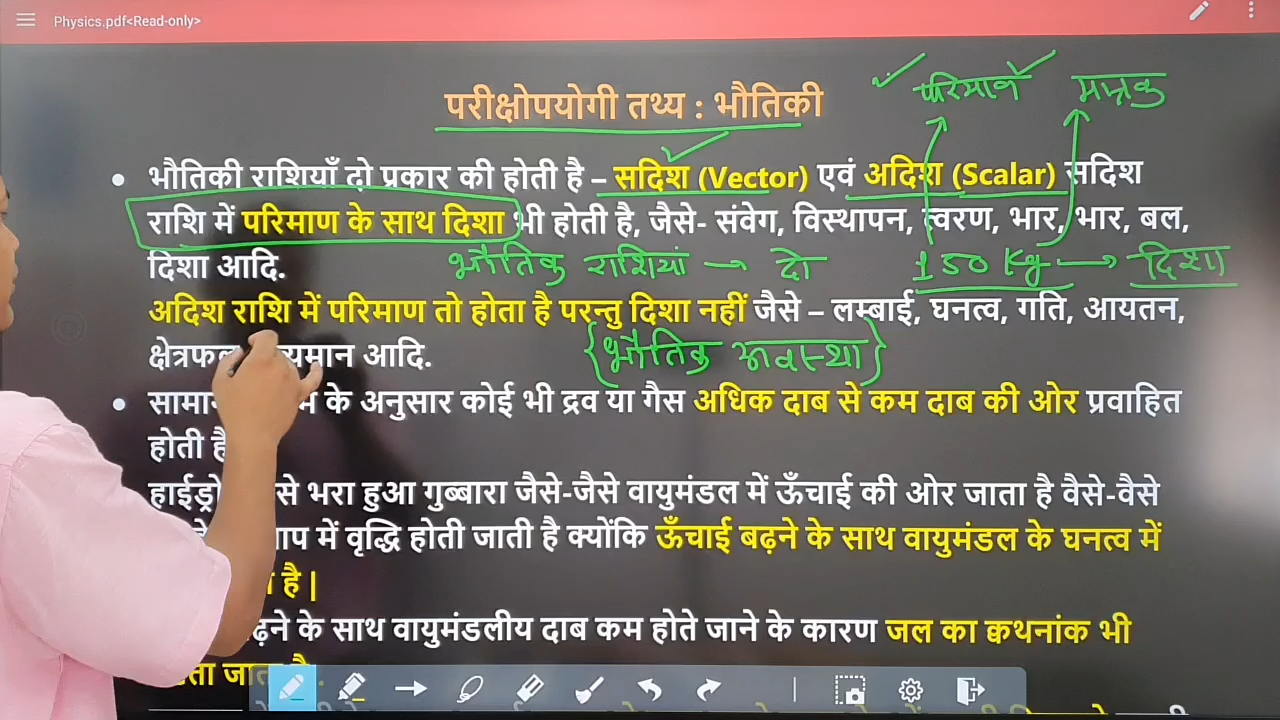 Physics.pdf<Read-only>
परीक्षोपयोगी तथ्य : भौतिकी
परिमाण मात्रक
भौतिकी राशियाँ दो प्रकार की होती है – सदिश (Vector) एवं अदिश (Scalar) सदिश
राशि में परिमाण के साथ दिशा भी होती है, जैसे- संवेग, विस्थापन, त्वरण, भार, भार, बल,
दिशा आदि.
भौतिक राशियां → दो
150 Kg → दिशा
अदिश राशि में परिमाण तो होता है परन्तु दिशा नहीं जैसे – लम्बाई, घनत्व, गति, आयतन,
आदि.
{भौतिक अवस्था}
के अनुसार कोई भी द्रव या गैस अधिक दाब से कम दाब की ओर प्रवाहित
होती है
से भरा हुआ गुब्बारा जैसे-जैसे वायुमंडल में ऊँचाई की ओर जाता है वैसे-वैसे
में वृद्धि होती जाती है क्योंकि ऊँचाई बढ़ने के साथ वायुमंडल के घनत्व में
है |
के साथ वायुमंडलीय दाब कम होते जाने के कारण जल का क्वथनांक भी